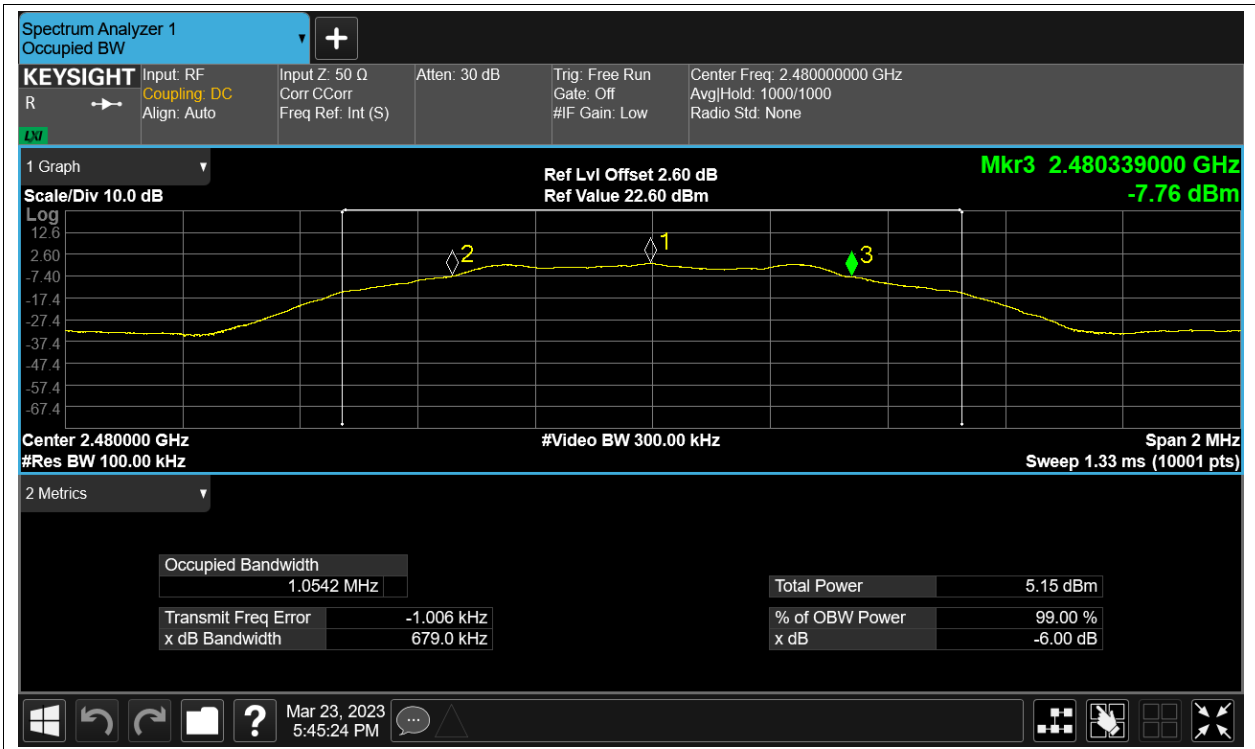 Spectrum Analyzer 1
Occupied BW
▼
+
KEYSIGHT
R
LXI
Input: RF
Coupling: DC
Align: Auto
Input Z: 50 Ω
Corr CCorr
Freq Ref: Int (S)
Atten: 30 dB
Trig: Free Run
Gate: Off
#IF Gain: Low
Center Freq: 2.480000000 GHz
Avg|Hold: 1000/1000
Radio Std: None
1 Graph ▼
Scale/Div 10.0 dB
Ref Lvl Offset 2.60 dB
Ref Value 22.60 dBm
Mkr3 2.480339000 GHz
-7.76 dBm
Log
12.6
2.60
-7.40
-17.4
-27.4
-37.4
-47.4
-57.4
-67.4
2
1
3
Center 2.480000 GHz
#Res BW 100.00 kHz
#Video BW 300.00 kHz
Span 2 MHz
Sweep 1.33 ms (10001 pts)
2 Metrics ▼
Occupied Bandwidth
1.0542 MHz
Transmit Freq Error -1.006 kHz
x dB Bandwidth 679.0 kHz
Total Power 5.15 dBm
% of OBW Power 99.00 %
x dB -6.00 dB
?
Mar 23, 2023
5:45:24 PM